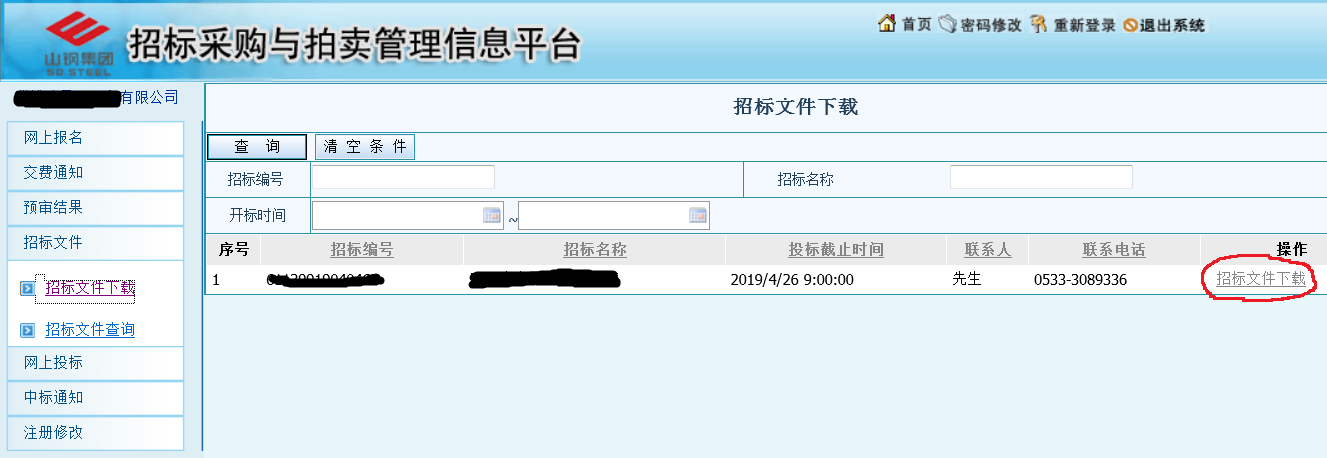 首页 密码修改 重新登录 退出系统
山钢集团
SD STEEL
招标采购与拍卖管理信息平台
有限公司
网上报名
交费通知
预审结果
招标文件
招标文件下载
招标文件查询
网上投标
中标通知
注册修改
招标文件下载
查 询 清 空 条 件
招标编号 招标名称
开标时间 ~
序号 招标编号 招标名称 投标截止时间 联系人 联系电话 操作
1 2019/4/26 9:00:00 先生 0533-3089336 招标文件下载